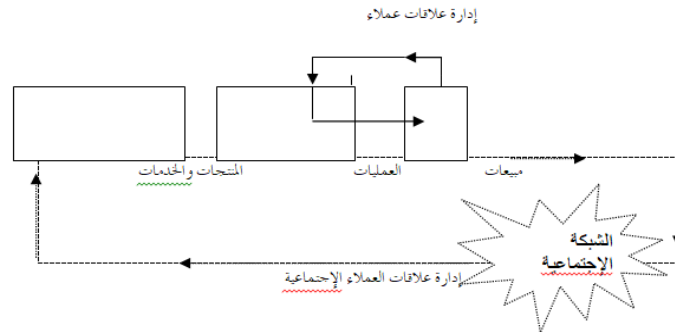 إدارة علاقات عملاء
المنتجات والخدمات
العمليات
مبيعات
الشبكة
الإجتماعية
إدارة علاقات العملاء الإجتماعية